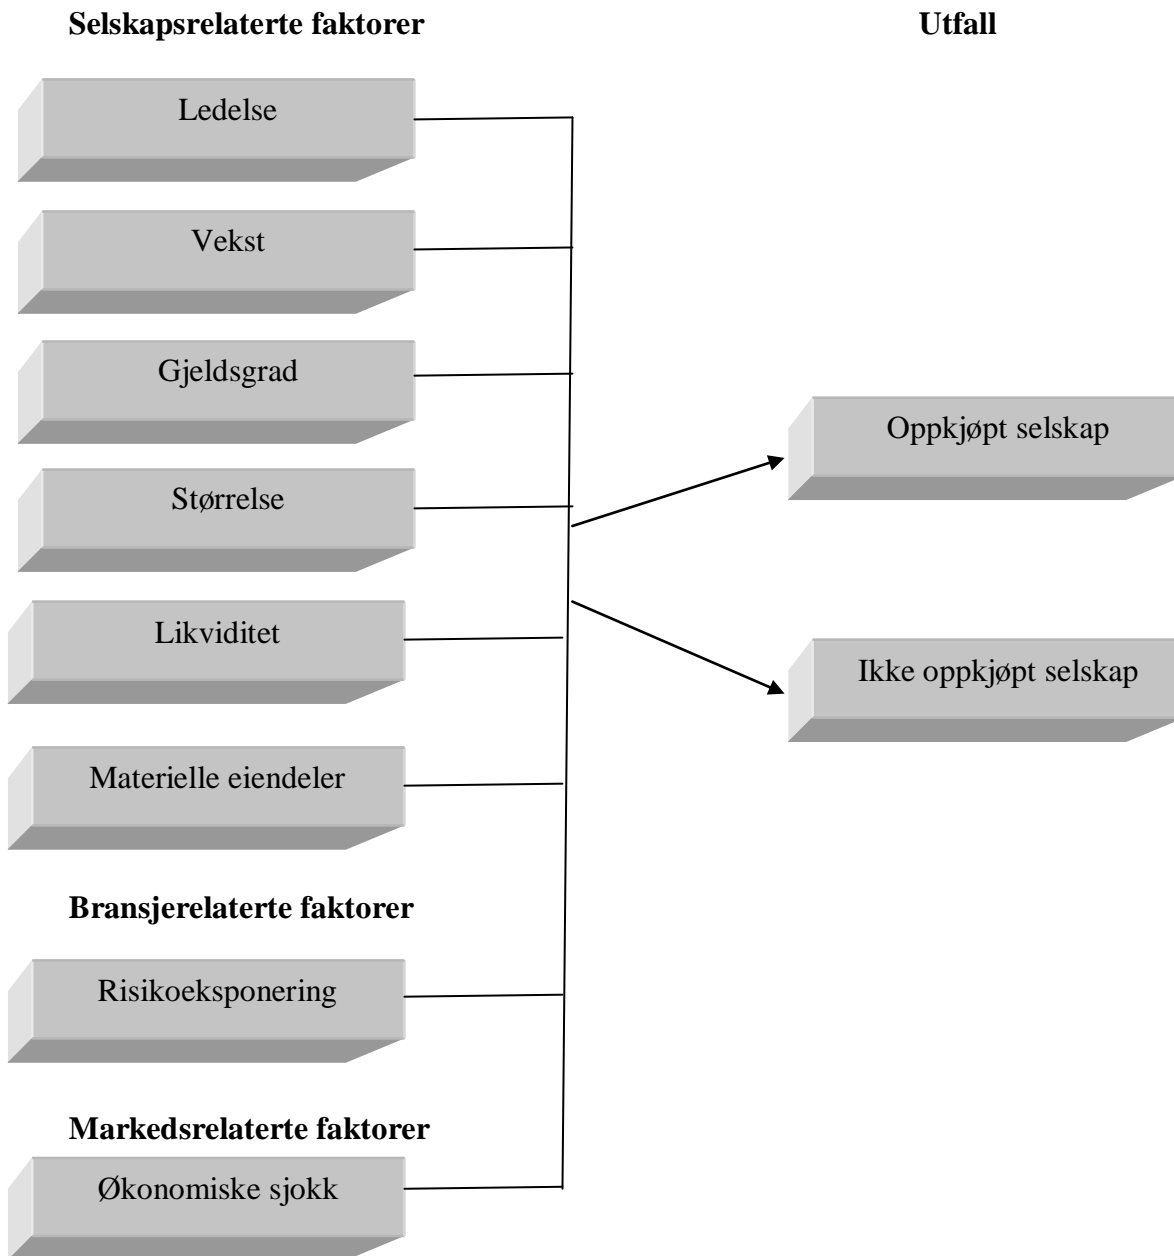 Selskapsrelaterte faktorer
Utfall
Ledelse
Vekst
Gjeldsgrad
Størrelse
Likviditet
Materielle eiendeler
Bransjerelaterte faktorer
Risikoeksponering
Markedsrelaterte faktorer
Økonomiske sjokk
Oppkjøpt selskap
Ikke oppkjøpt selskap